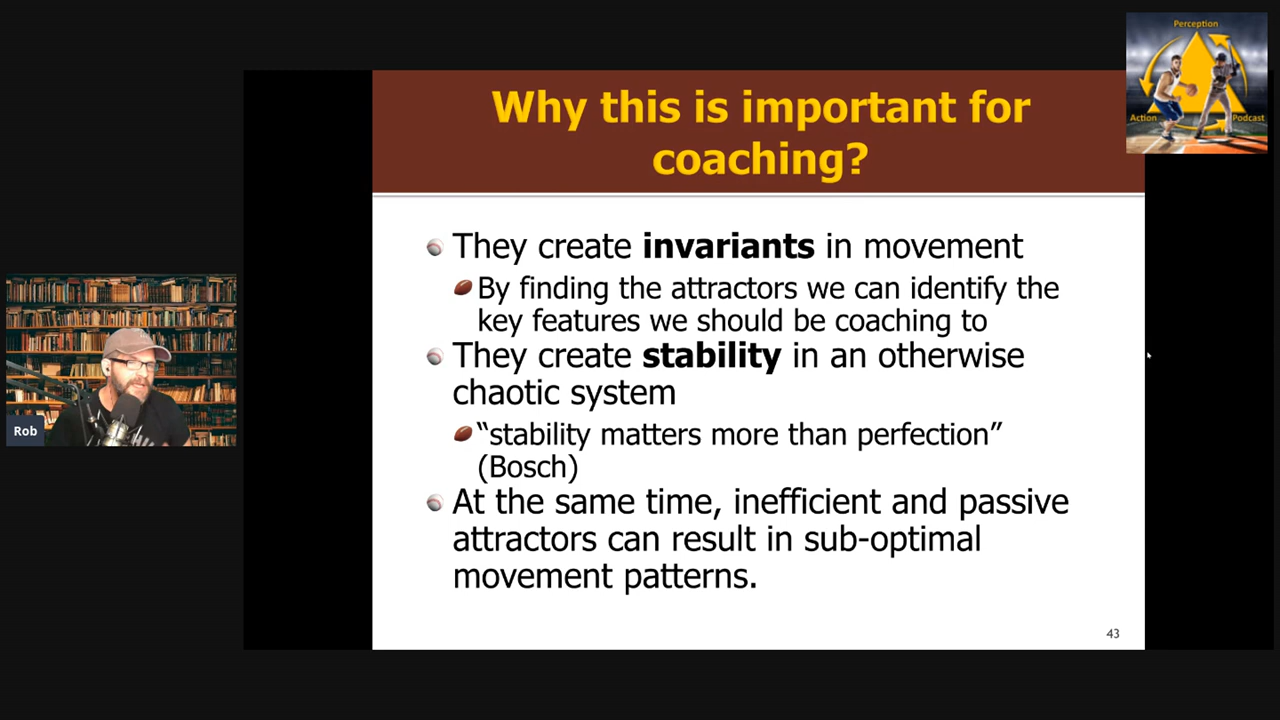 Perception
Action
Podcast
Why this is important for
coaching?
They create invariants in movement
By finding the attractors we can identify the
key features we should be coaching to
They create stability in an otherwise
chaotic system
“stability matters more than perfection”
(Bosch)
At the same time, inefficient and passive
attractors can result in sub-optimal
movement patterns.
43
Rob